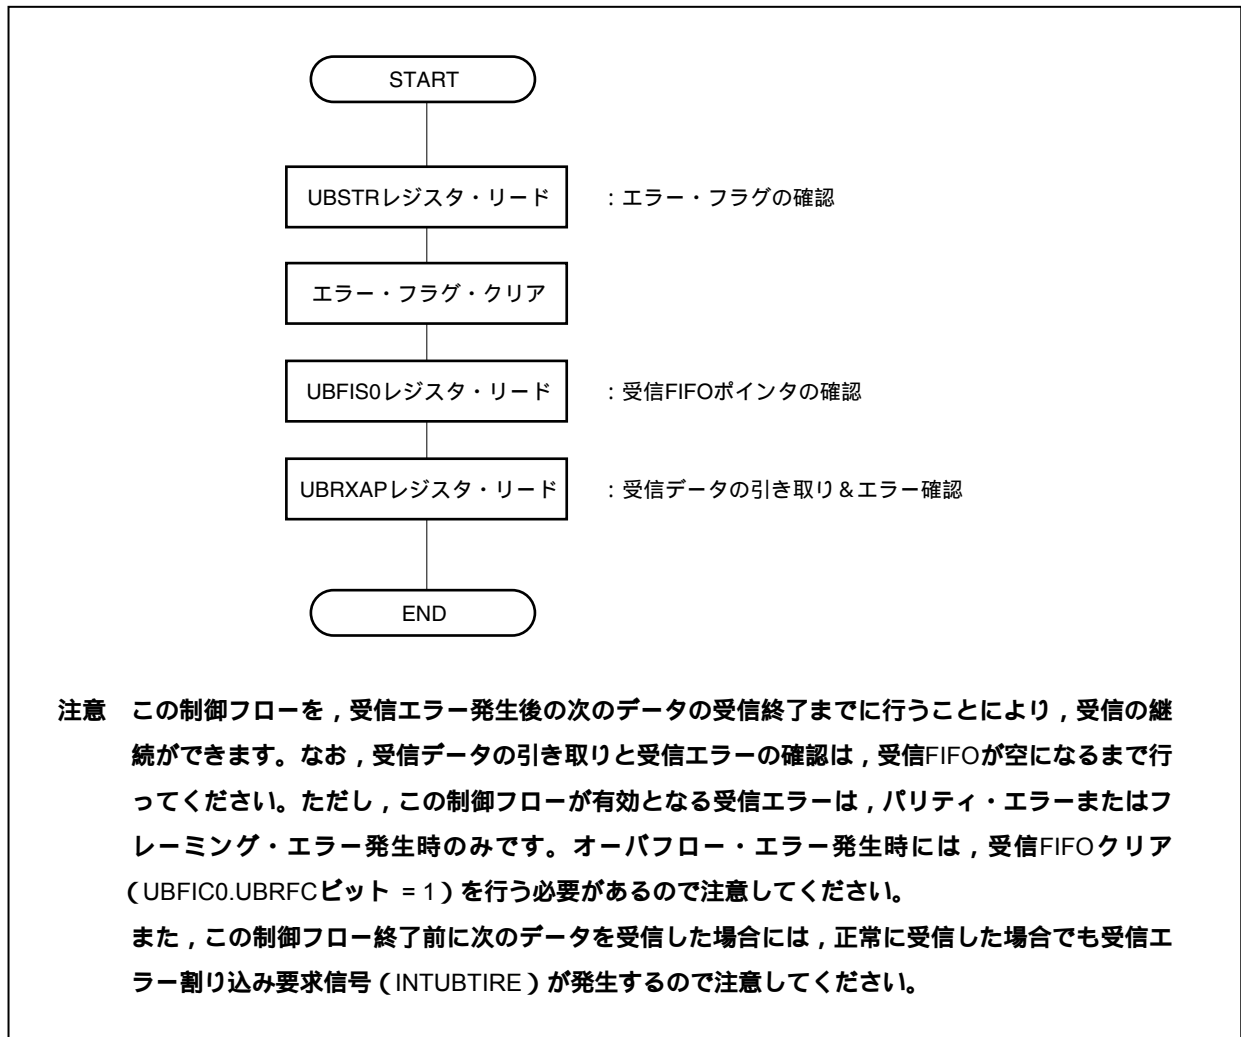 START
UBSTRレジスタ・リード ：エラー・フラグの確認
エラー・フラグ・クリア
UBFIS0レジスタ・リード ：受信FIFOポインタの確認
UBRXAPレジスタ・リード ：受信データの引き取り＆エラー確認
END
注意 この制御フローを，受信エラー発生後の次のデータの受信終了までに行うことにより，受信の継
続ができます。なお，受信データの引き取りと受信エラーの確認は，受信FIFOが空になるまで行
ってください。ただし，この制御フローが有効となる受信エラーは，パリティ・エラーまたはフ
レーミング・エラー発生時のみです。オーバフロー・エラー発生時には，受信FIFOクリア
（UBFIC0.UBRFCビット = 1）を行う必要があるので注意してください。
また，この制御フロー終了前に次のデータを受信した場合には，正常に受信した場合でも受信エ
ラー割り込み要求信号（INTUBTIRE）が発生するので注意してください。